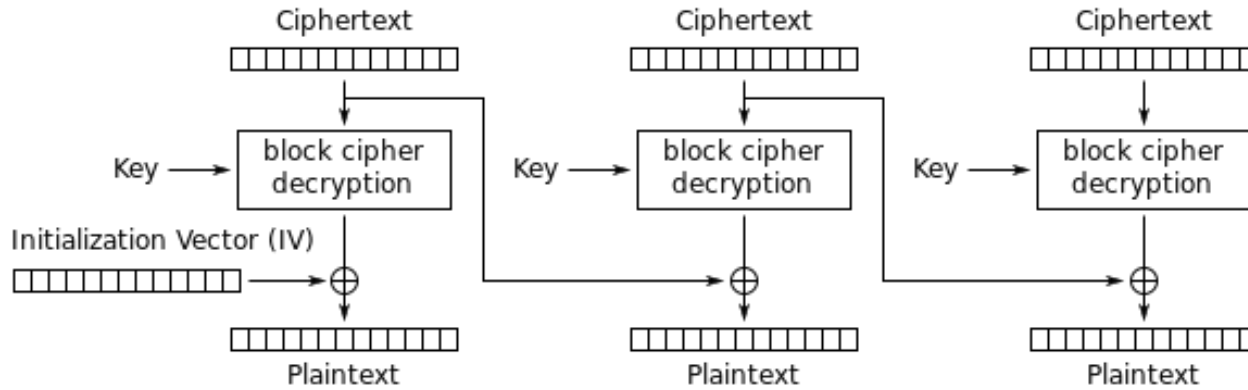 Ciphertext Ciphertext Ciphertext
Key block cipher decryption Key block cipher decryption Key block cipher decryption
Initialization Vector (IV)
Plaintext Plaintext Plaintext